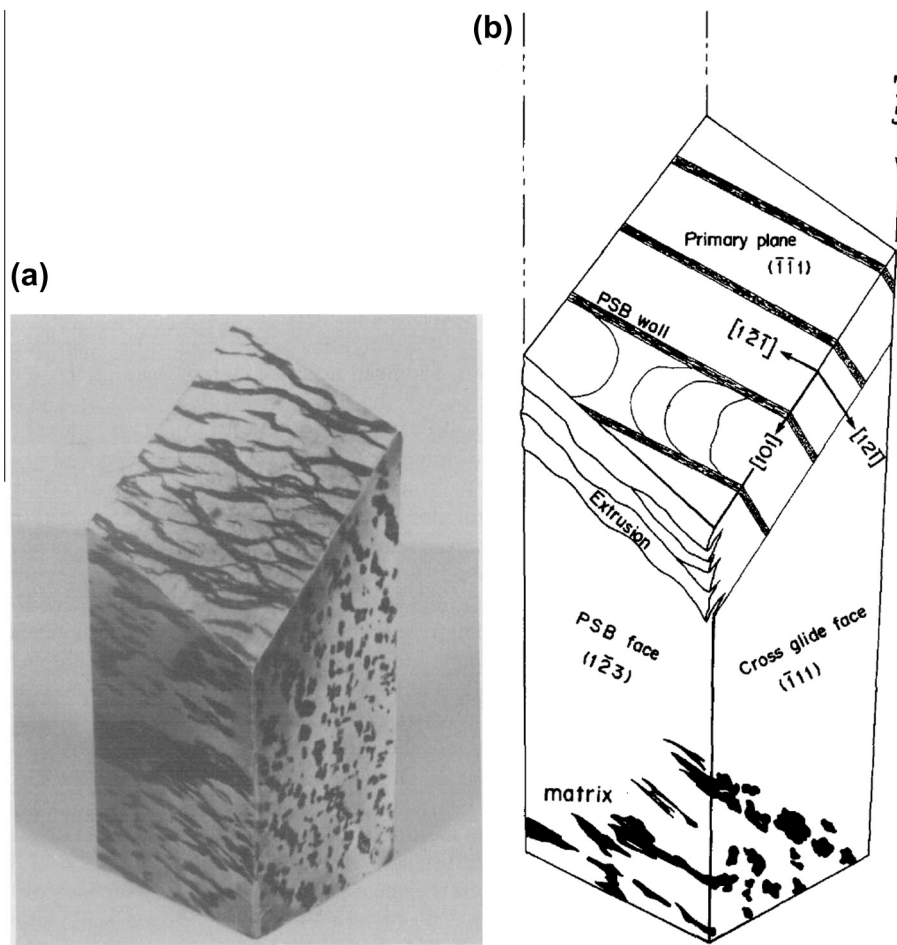 (b)
(a)
Primary plane
(1̄1̄1)
PSB wall
[12̄1̄]
[101]
[121̄]
Extrusion
PSB face
(12̄3)
Cross glide face
(1̄11)
matrix